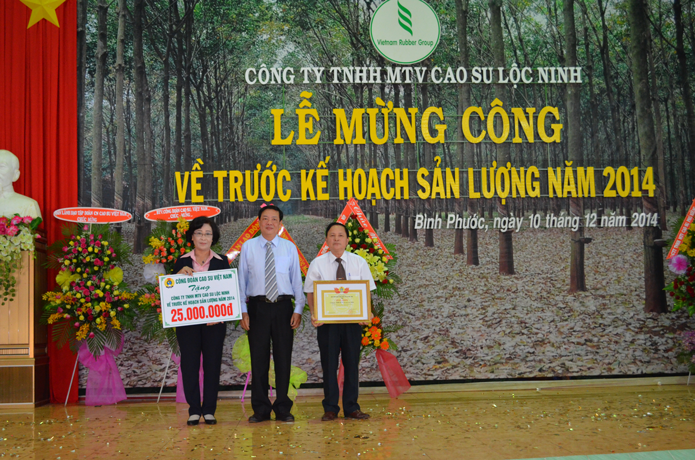 Vietnam Rubber Group
CÔNG TY TNHH MTV CAO SU LỘC NINH
LỄ MỪNG CÔNG
VỀ TRƯỚC KẾ HOẠCH SẢN LƯỢNG NĂM 2014
Bình Phước, ngày 10 tháng 12 năm 2014
CÔNG ĐOÀN CAO SU VIỆT NAM
Tặng
CÔNG TY TNHH MTV CAO SU LỘC NINH
VỀ TRƯỚC KẾ HOẠCH SẢN LƯỢNG NĂM 2014
25.000.000đ